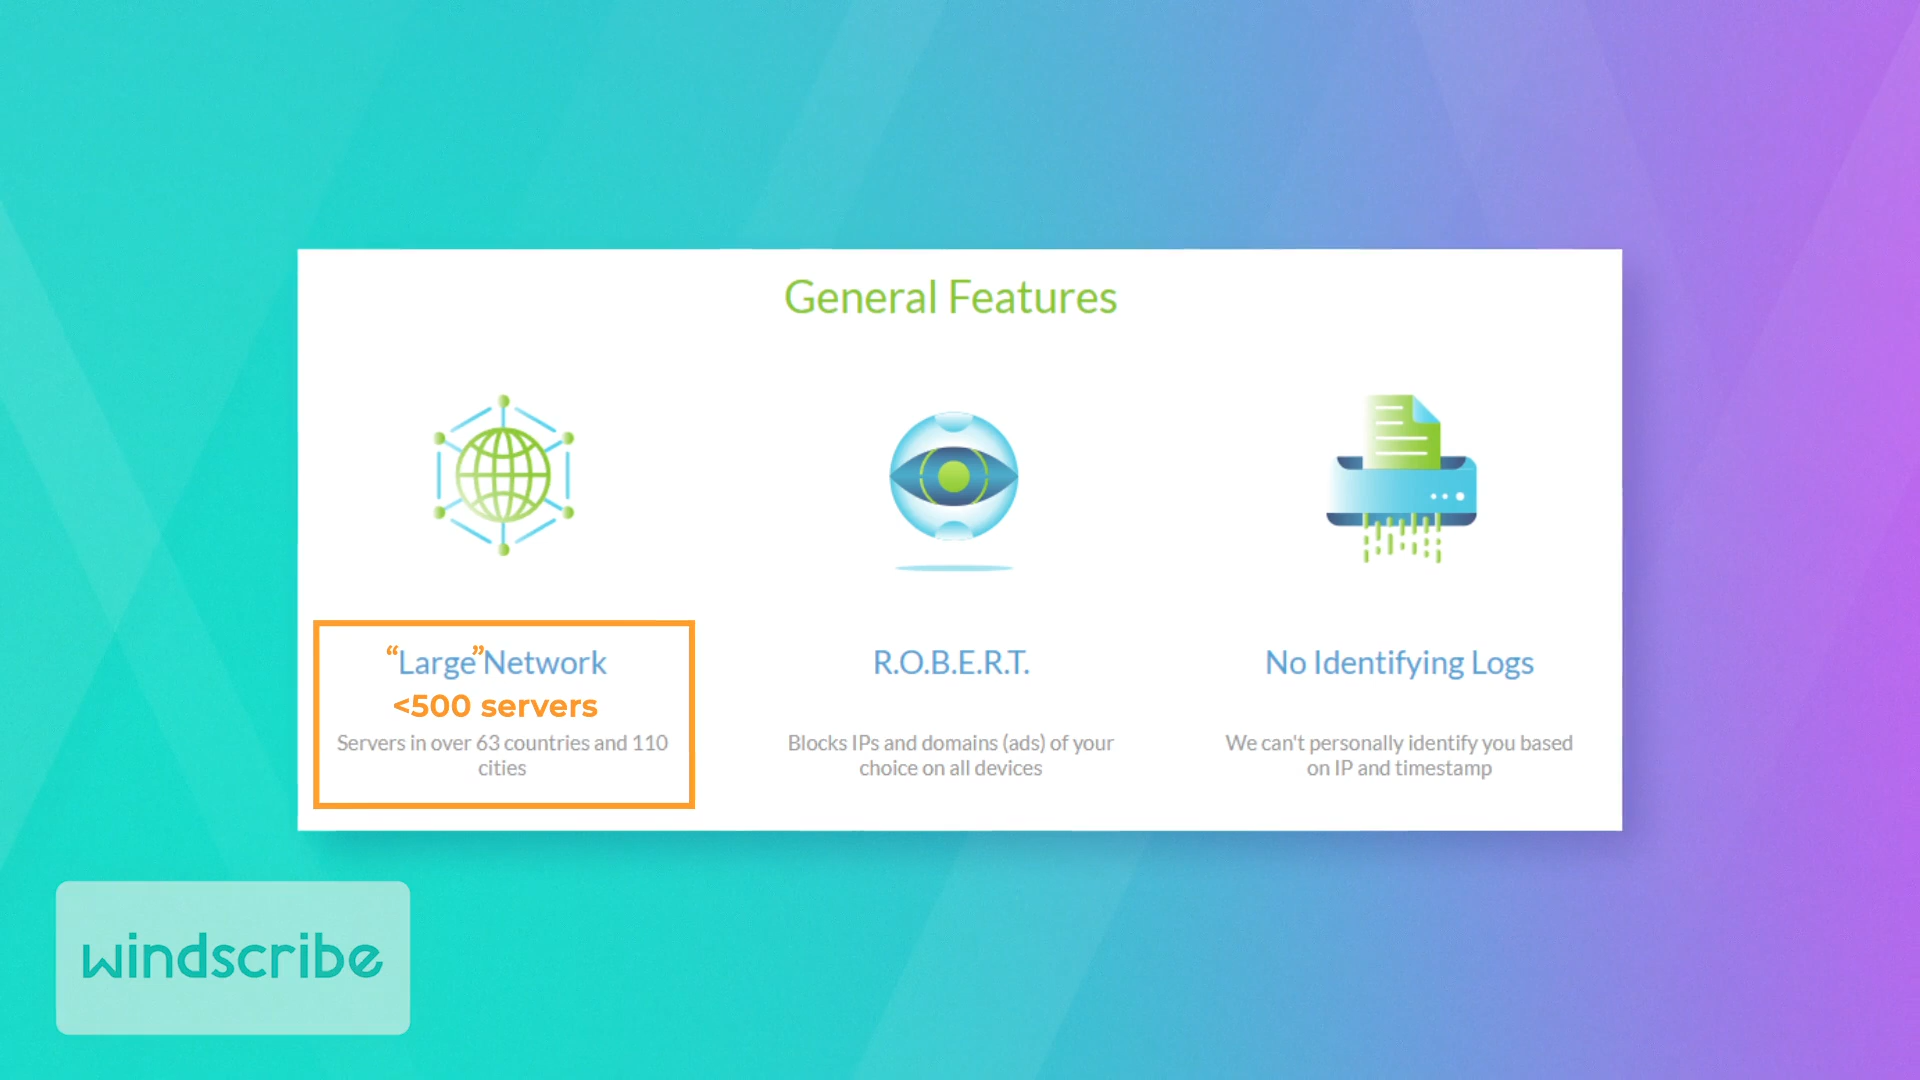 General Features
“Large” Network
<500 servers
Servers in over 63 countries and 110
cities
R.O.B.E.R.T.
Blocks IPs and domains (ads) of your
choice on all devices
No Identifying Logs
We can't personally identify you based
on IP and timestamp
windscribe